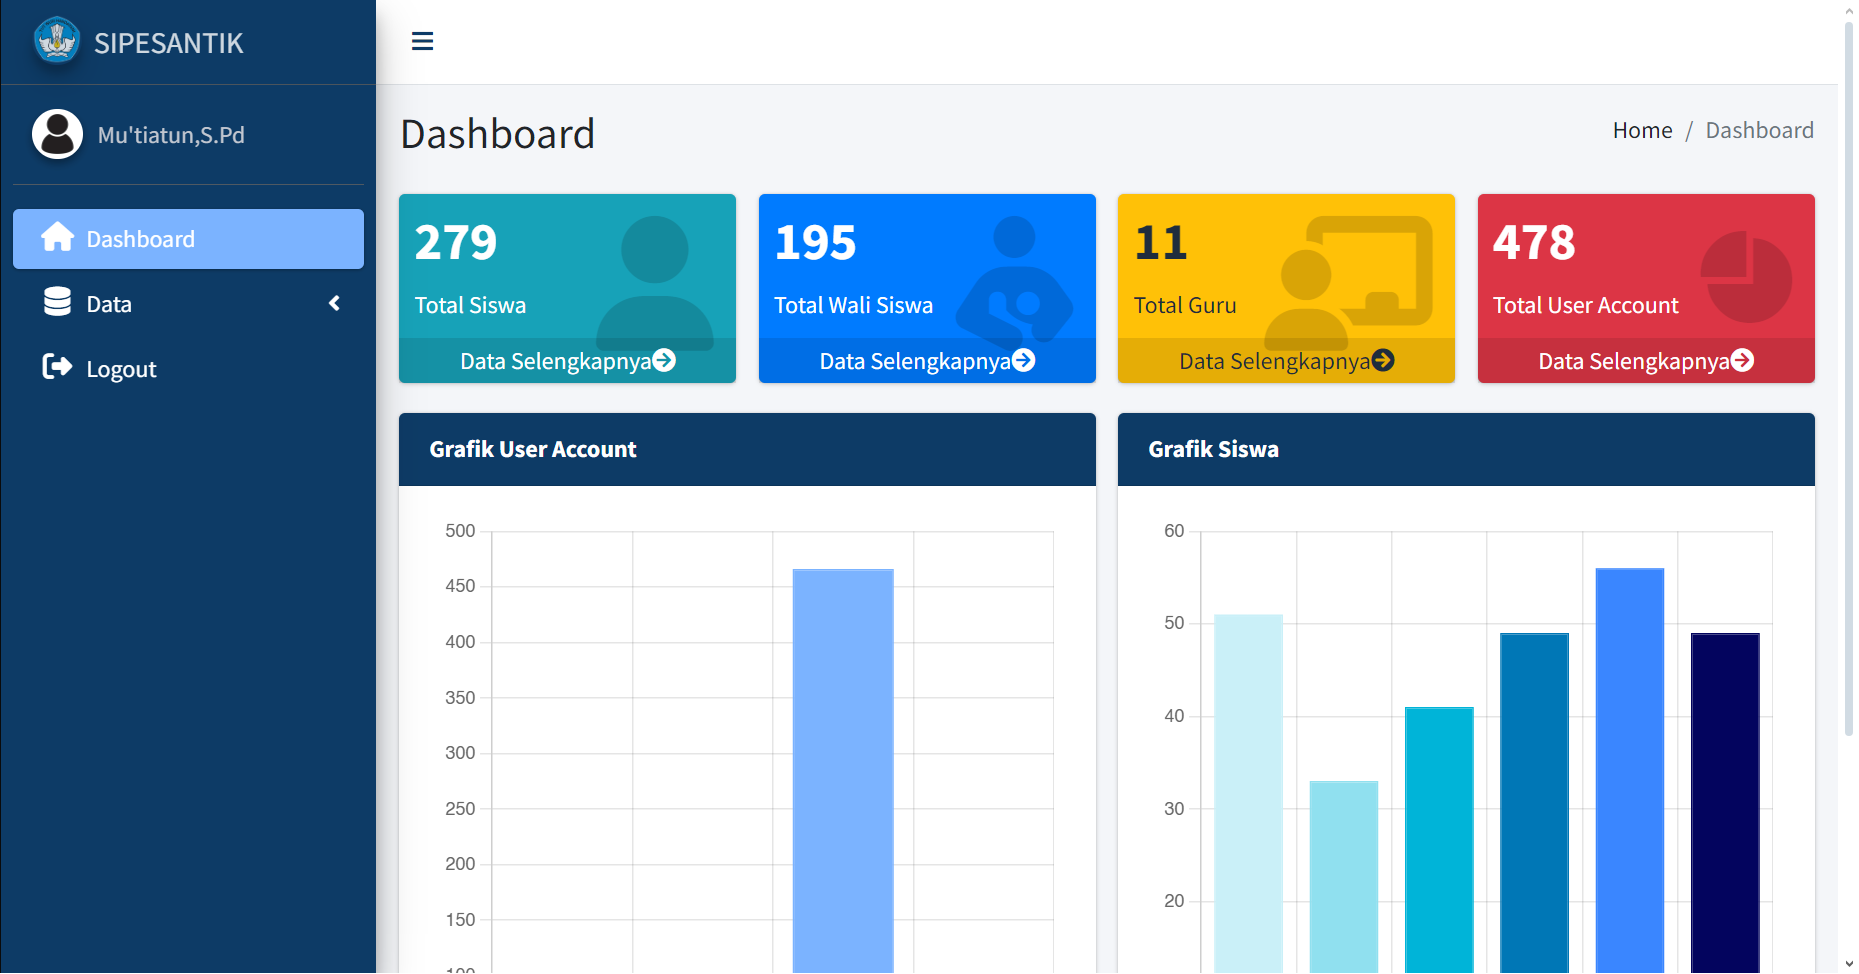 SIPESANTIK
Mu'tiatun,S.Pd
Dashboard
Data
Logout
Dashboard
Home / Dashboard
279
Total Siswa
Data Selengkapnya
195
Total Wali Siswa
Data Selengkapnya
11
Total Guru
Data Selengkapnya
478
Total User Account
Data Selengkapnya
Grafik User Account
500
450
400
350
300
250
200
150
Grafik Siswa
60
50
40
30
20